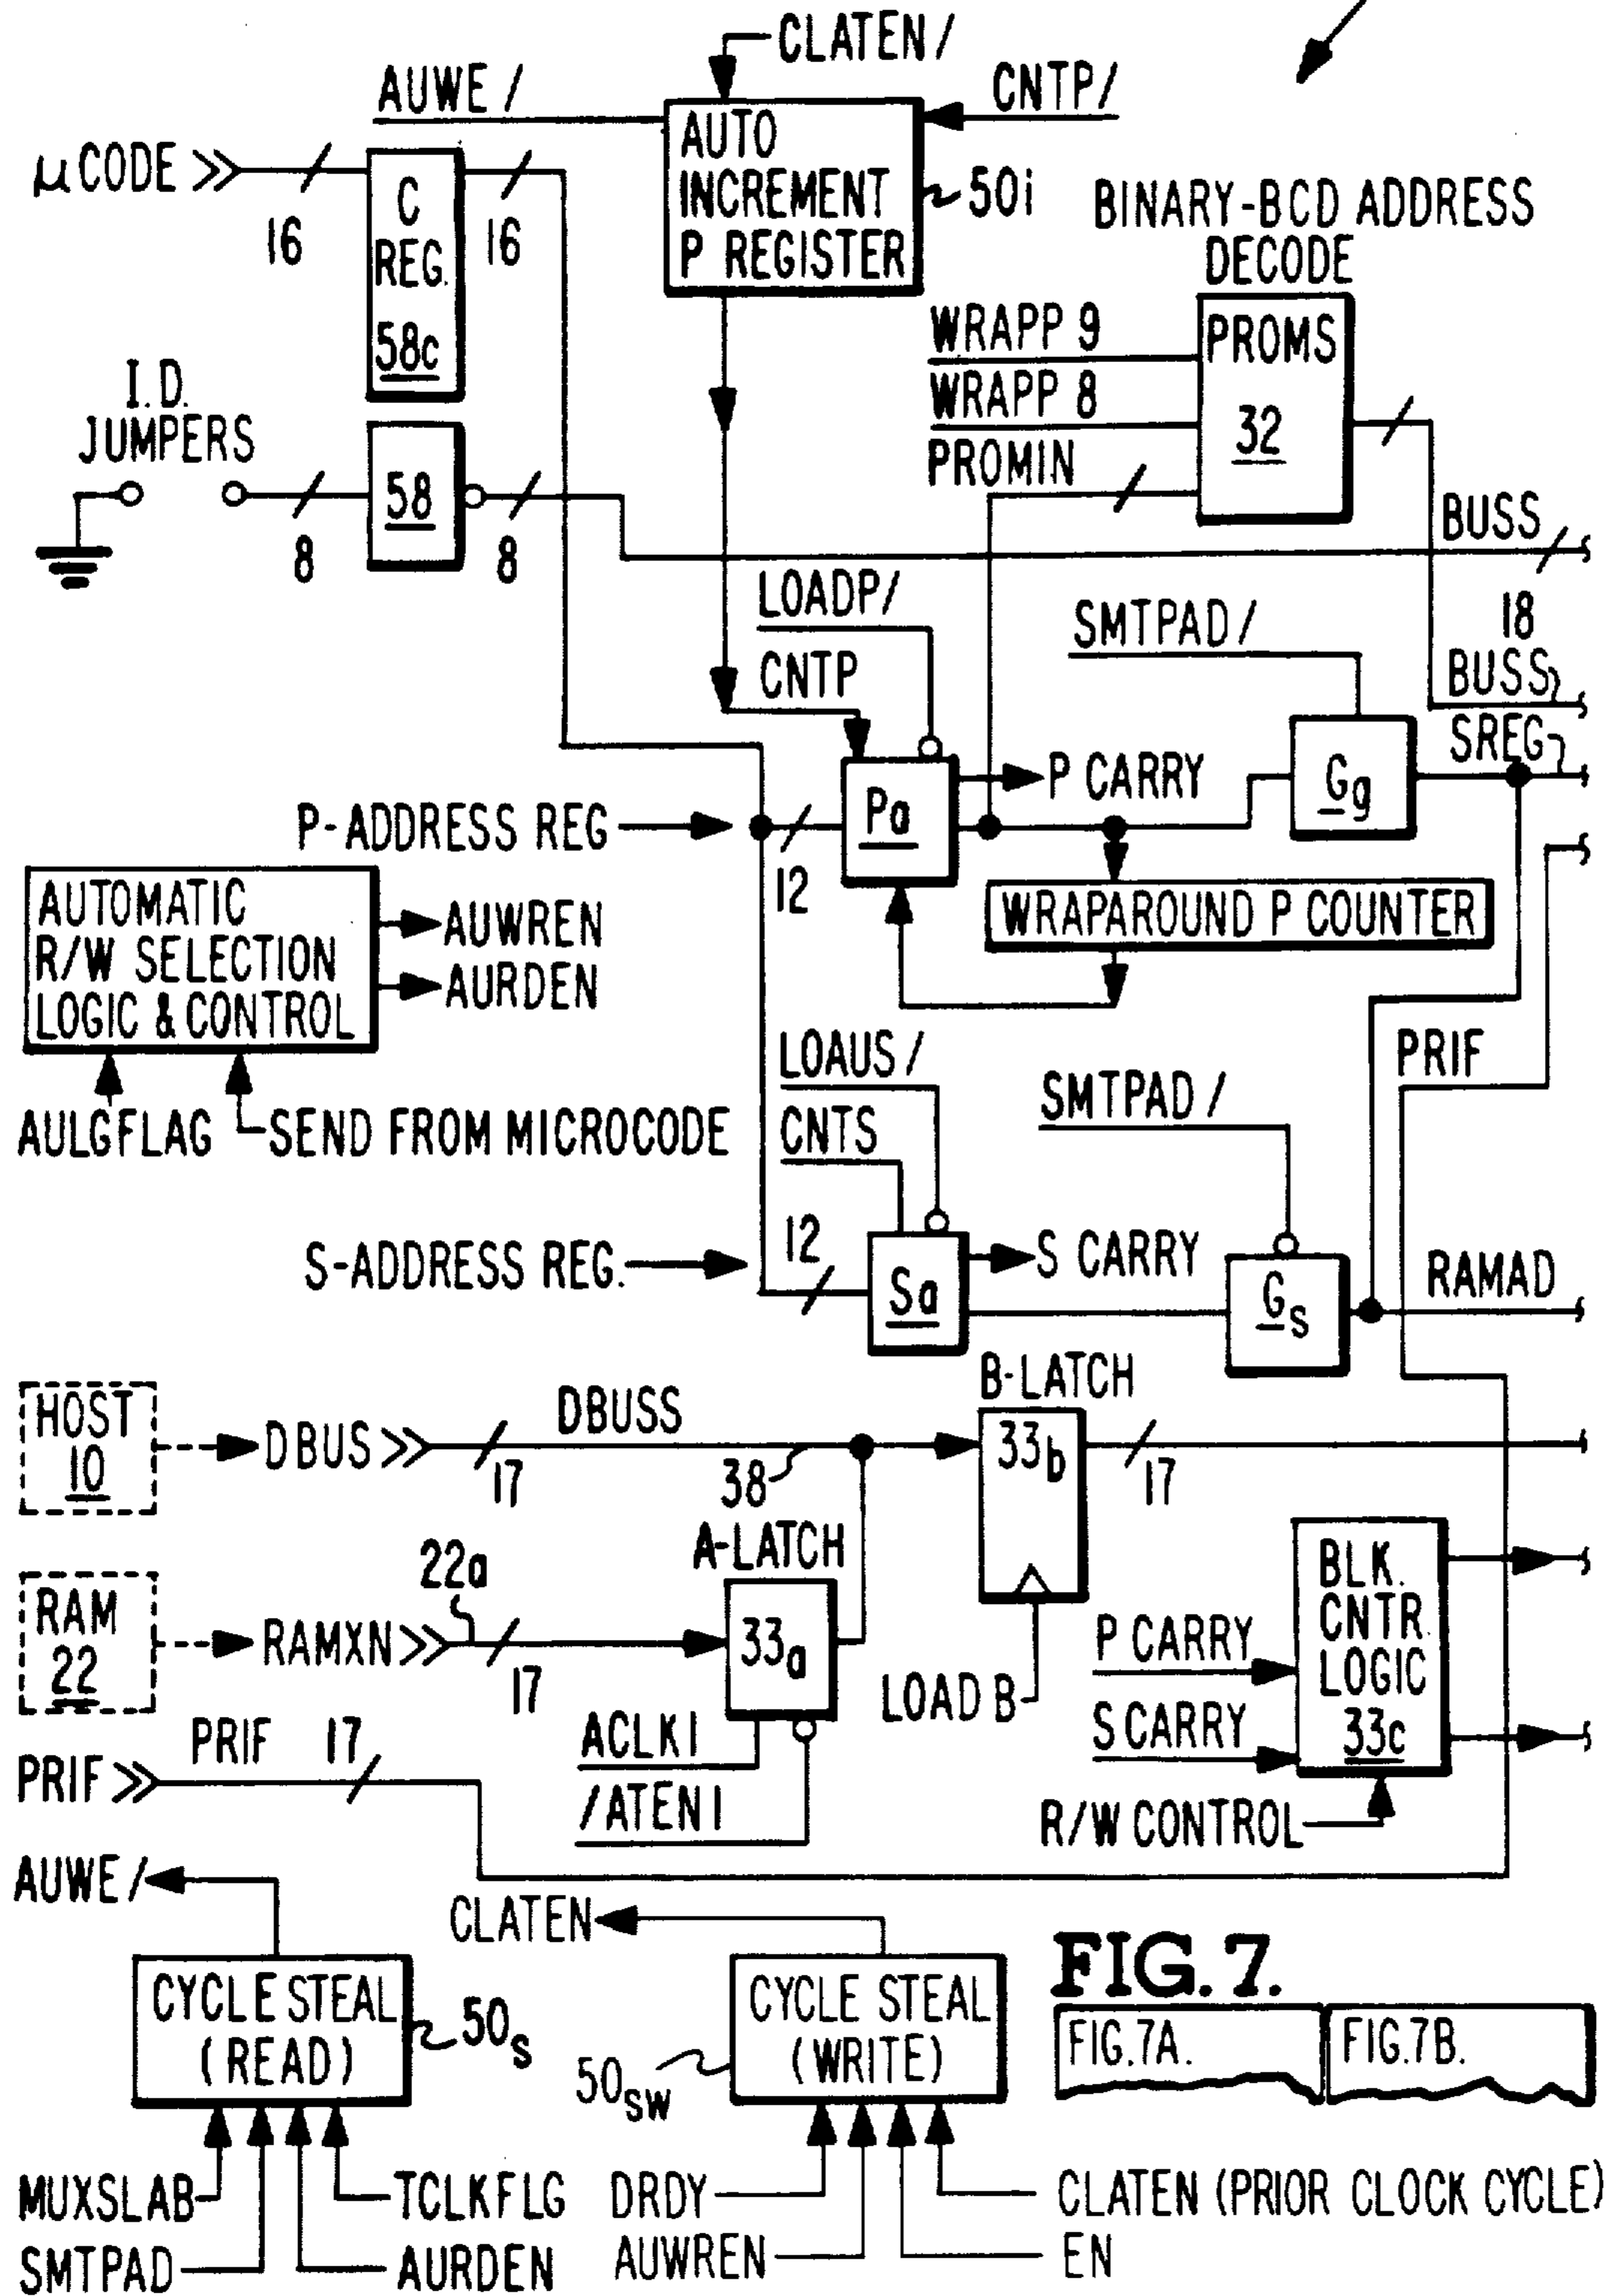 CLATEN /
AUWE /
CNTP/
AUTO
INCREMENT
P REGISTER
50i
μCODE
16
C
REG.
58c
16
BINARY-BCD ADDRESS
DECODE
WRAPP 9
WRAPP 8
PROMIN
PROMS
32
I.D.
JUMPERS
8
58
8
BUSS
18
LOADP/
CNTP
SMTPAD /
BUSS
SREG
P-ADDRESS REG
12
Pa
P CARRY
Gg
WRAPAROUND P COUNTER
AUTOMATIC
R/W SELECTION
LOGIC & CONTROL
AUWREN
AURDEN
AULGFLAG
SEND FROM MICROCODE
LOAUS /
CNTS
SMTPAD /
PRIF
S-ADDRESS REG.
12
Sa
S CARRY
Gs
RAMAD
HOST
10
DBUS
17
DBUSS
38
B-LATCH
33b
17
LOAD B
RAM
22
RAMXN
22a
17
A-LATCH
33a
ACLK1
/ATEN1
BLK.
CNTR
LOGIC
33c
P CARRY
S CARRY
R/W CONTROL
PRIF
PRIF
17
AUWE /
CYCLE STEAL
(READ)
50s
MUXSLAB
SMTPAD
TCLKFLG
AURDEN
CLATEN
CYCLE STEAL
(WRITE)
50sw
DRDY
AUWREN
CLATEN (PRIOR CLOCK CYCLE)
EN
FIG. 7.
FIG.7A.
FIG.7B.